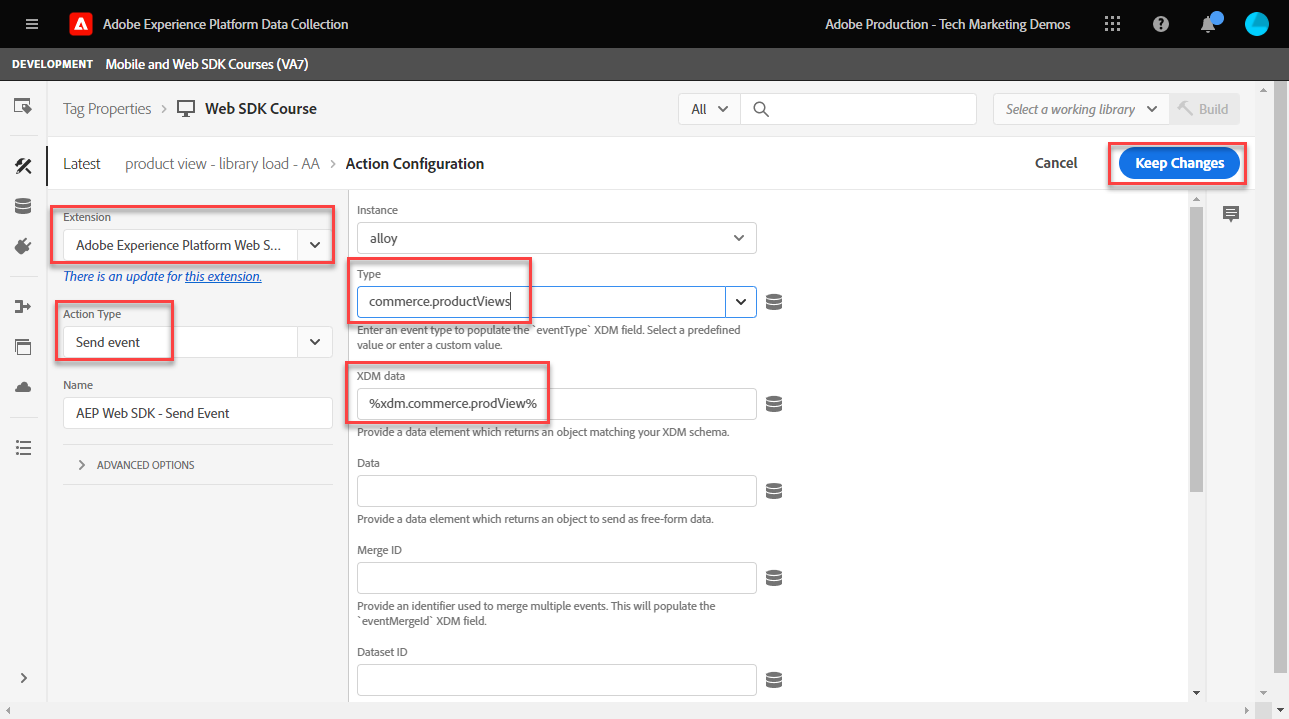 Adobe Experience Platform Data Collection
Adobe Production - Tech Marketing Demos
DEVELOPMENT Mobile and Web SDK Courses (VA7)
Tag Properties > Web SDK Course
All
Select a working library
Build
Latest product view - library load - AA > Action Configuration
Cancel
Keep Changes
Extension
Adobe Experience Platform Web S...
There is an update for this extension.
Action Type
Send event
Name
AEP Web SDK - Send Event
ADVANCED OPTIONS
Instance
alloy
Type
commerce.productViews
Enter an event type to populate the `eventType` XDM field. Select a predefined
value or enter a custom value.
XDM data
%xdm.commerce.prodView%
Provide a data element which returns an object matching your XDM schema.
Data
Provide a data element which returns an object to send as free-form data.
Merge ID
Provide an identifier used to merge multiple events. This will populate the
`eventMergeId` XDM field.
Dataset ID